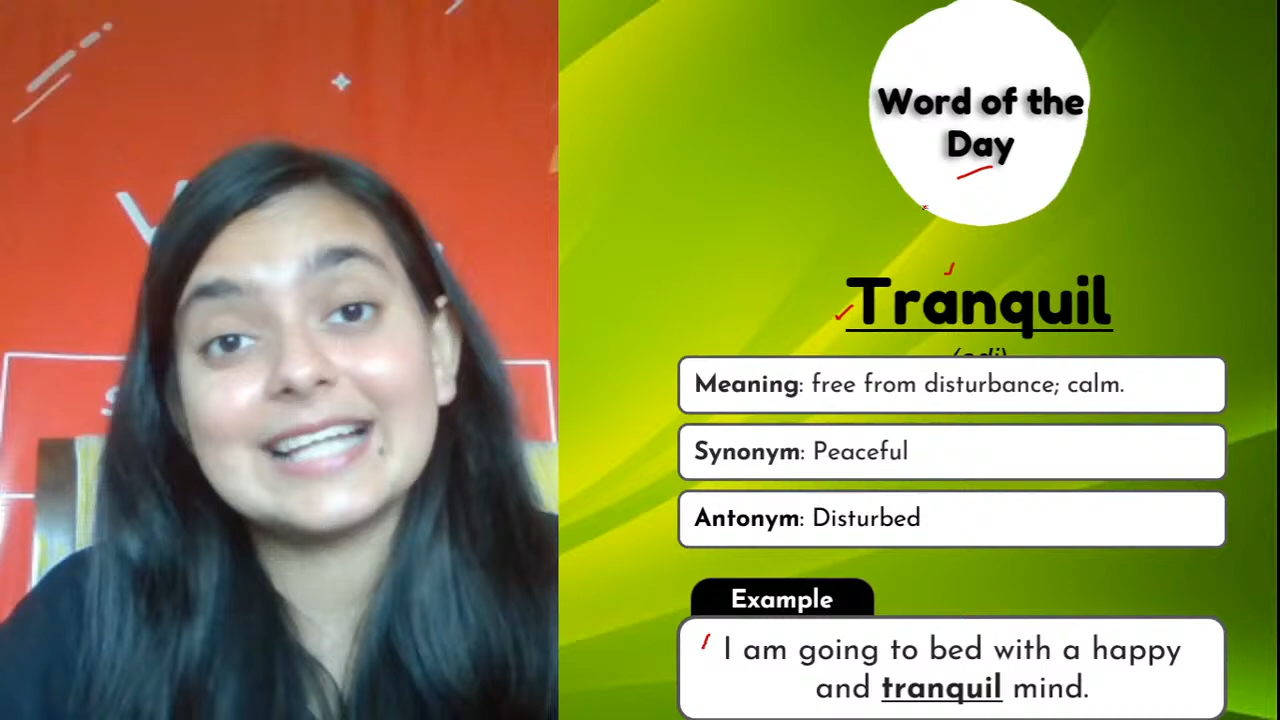 Word of the
Day
Tranquil
(adj)
Meaning: free from disturbance; calm.
Synonym: Peaceful
Antonym: Disturbed
Example
I am going to bed with a happy
and tranquil mind.